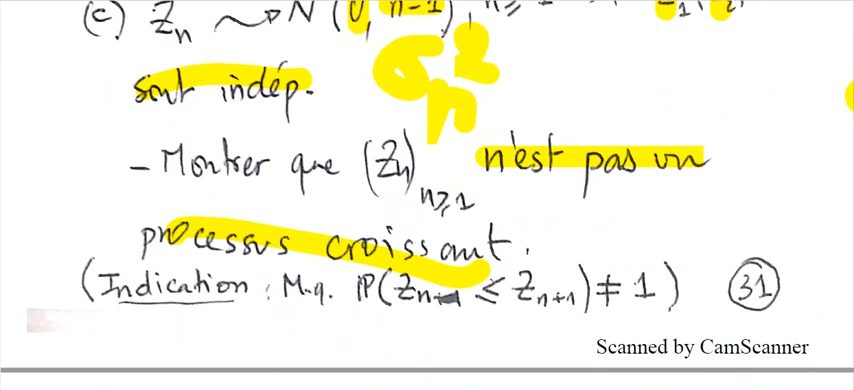 (c) Zn ~> N (0, n-1), n ≥
σn²
sont indép.
- Montrer que (Zn)n≥1 n'est pas un
processus croissant.
(Indication : M.q. IP(Zn ≤ Zn+1) ≠ 1) (31)
Scanned by CamScanner